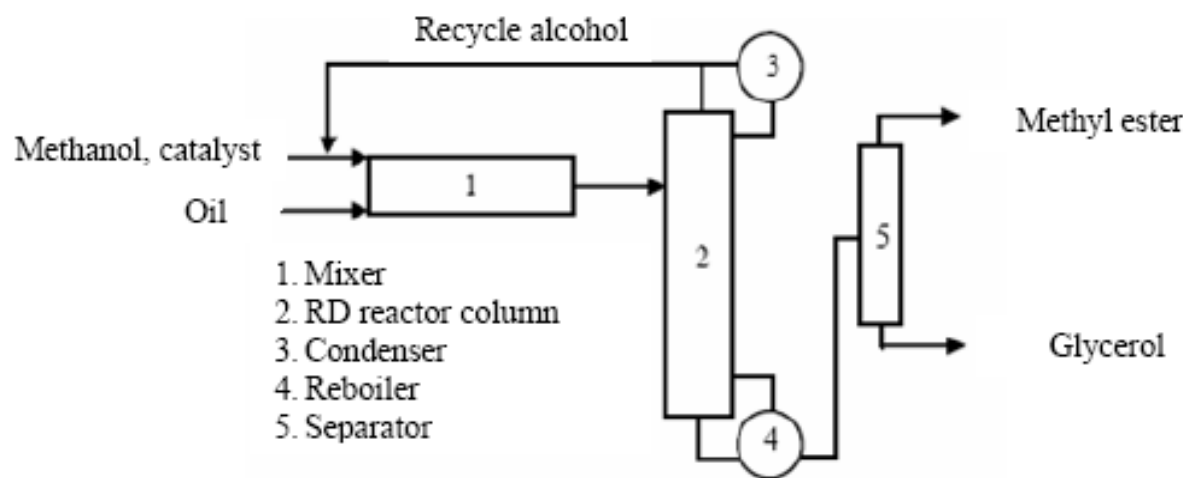 Recycle alcohol
3
Methanol, catalyst
Oil
1
2
5
4
Methyl ester
Glycerol
1. Mixer
2. RD reactor column
3. Condenser
4. Reboiler
5. Separator